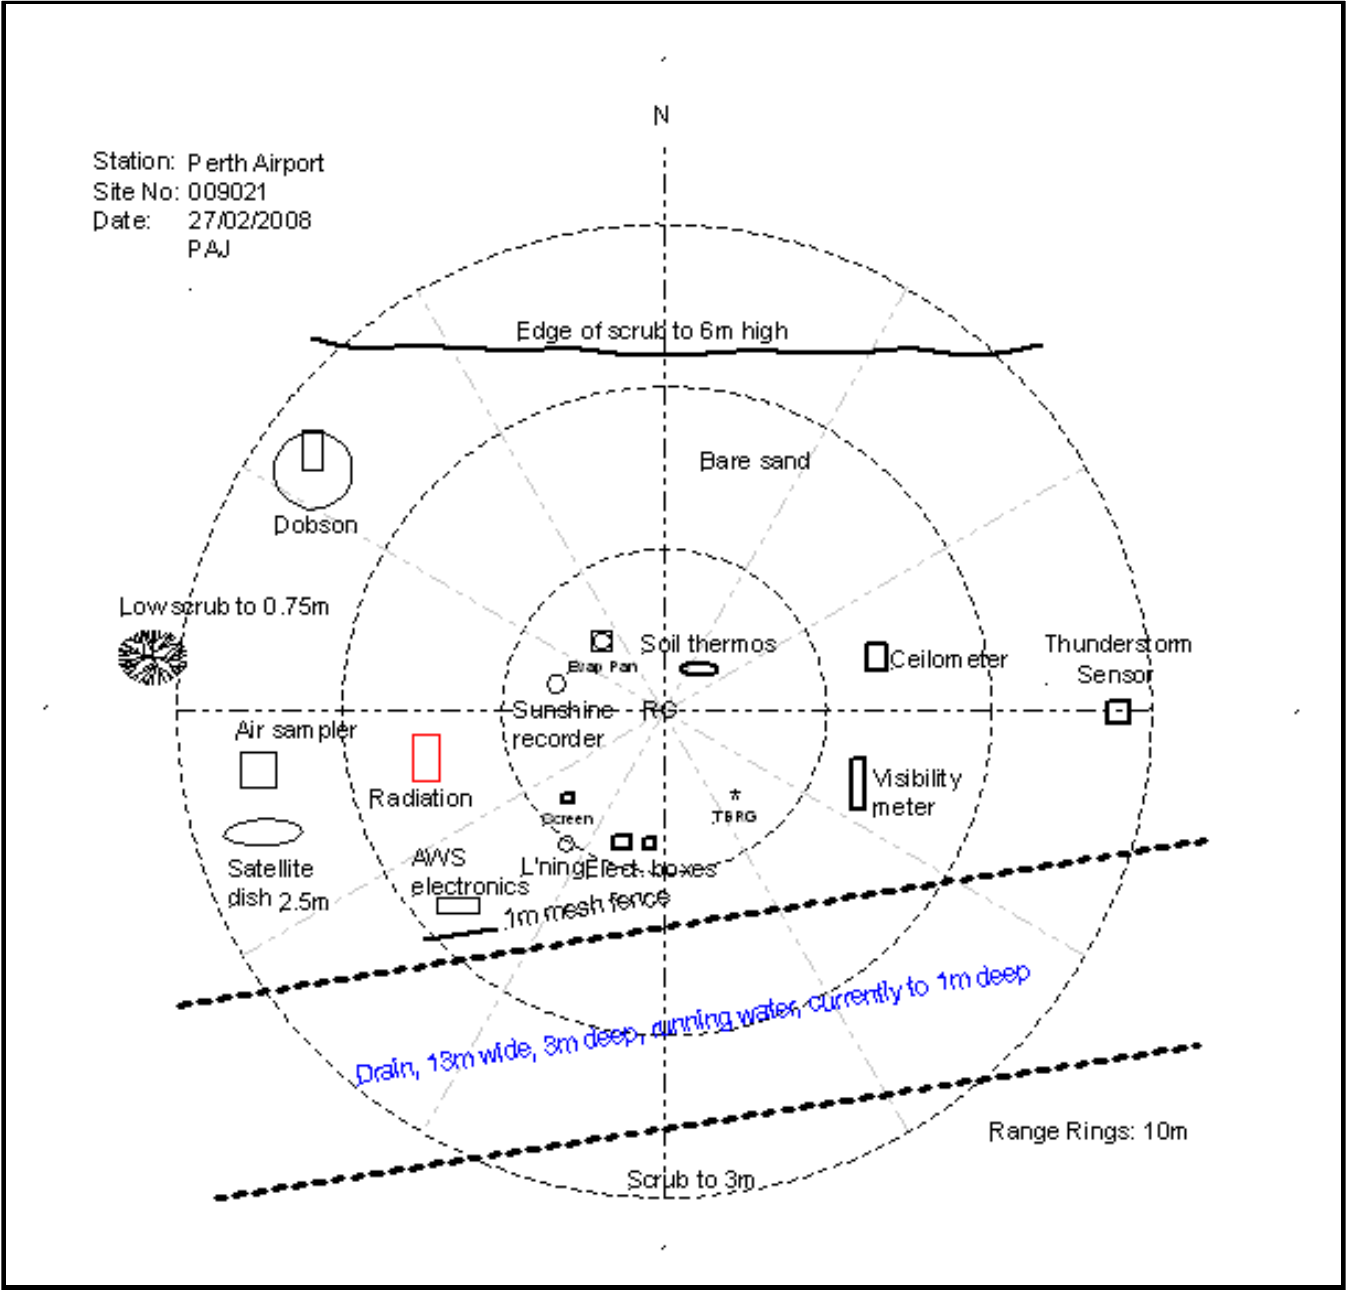 N
Station: Perth Airport
Site No: 009021
Date: 27/02/2008
PAJ
Edge of scrub to 6m high
Bare sand
Dobson
Low scrub to 0.75m
Soil thermos
Evap Pan
Ceilometer
Thunderstorm
Sensor
Sunshine
recorder
RG
Air sampler
Radiation
Visibility
meter
Screen
TBRG
Satellite
dish 2.5m
AWS
electronics
L'ning
Elect. boxes
1m mesh fence
Drain, 13m wide, 3m deep, running water, currently to 1m deep
Range Rings: 10m
Scrub to 3m